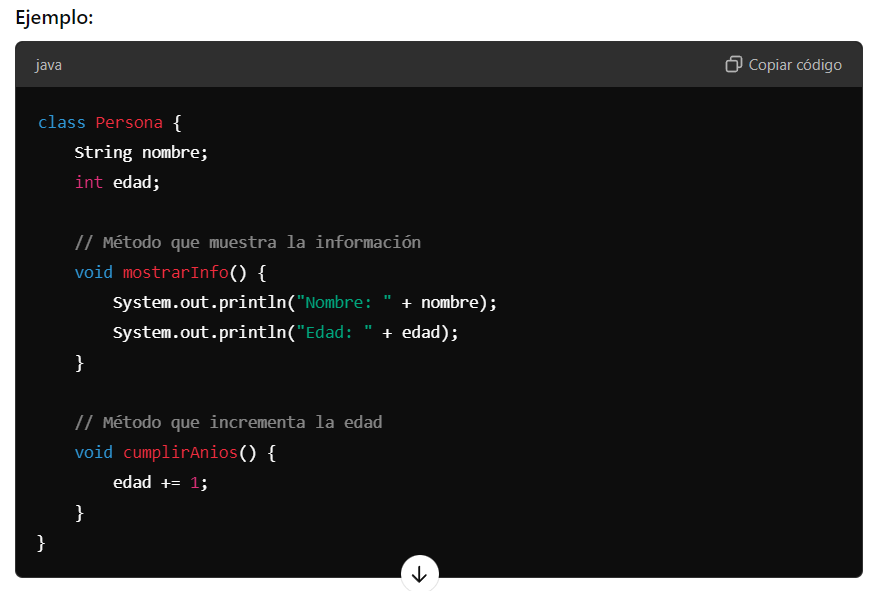 Ejemplo:
java
Copiar código
class Persona {
    String nombre;
    int edad;

    // Método que muestra la información
    void mostrarInfo() {
        System.out.println("Nombre: " + nombre);
        System.out.println("Edad: " + edad);
    }

    // Método que incrementa la edad
    void cumplirAnios() {
        edad += 1;
    }
}